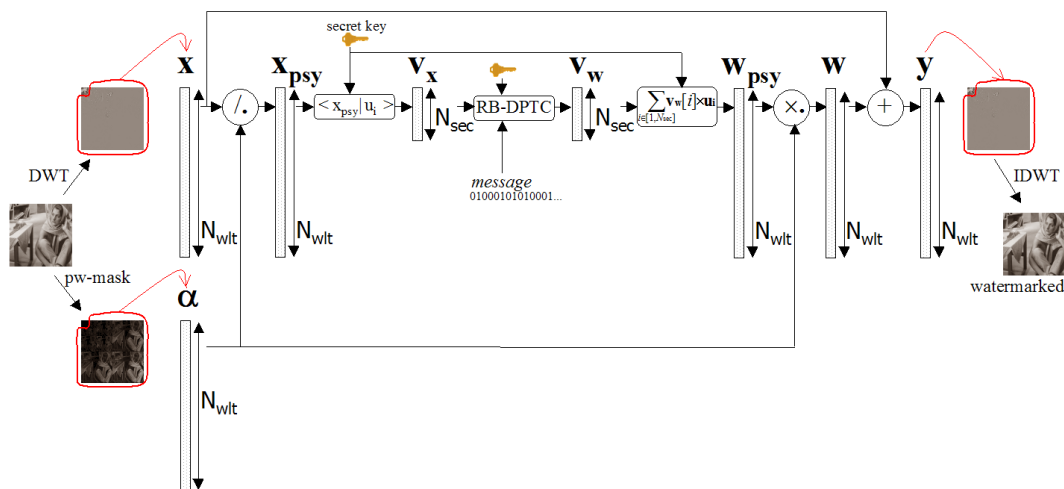 secret key
x
x_psy
v_x
v_w
w_psy
w
y
/.
< x_psy | u_i >
N_sec
RB-DPTC
N_sec
∑ v_w[i]×u_i
i∈[1,N_sec]
×.
+
DWT
IDWT
message
01000101010001...
N_wlt
N_wlt
N_wlt
N_wlt
N_wlt
pw-mask
watermarked
α
N_wlt